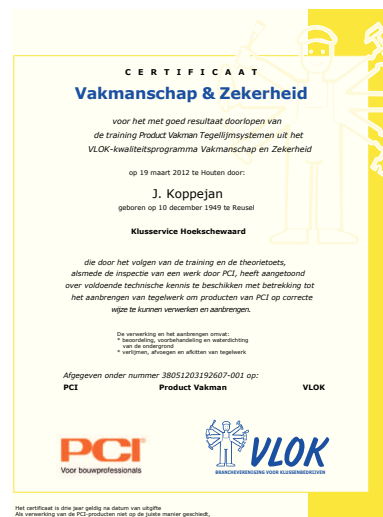 CERTIFICAAT
Vakmanschap & Zekerheid
voor het met goed resultaat doorlopen van
de training Product Vakman Tegellijmsystemen uit het
VLOK-kwaliteitsprogramma Vakmanschap en Zekerheid
op 19 maart 2012 te Houten door:
J. Koppejan
geboren op 10 december 1949 te Reusel
Klusservice Hoekschewaard
die door het volgen van de training en de theorietoets,
alsmede de inspectie van een werk door PCI, heeft aangetoond
over voldoende technische kennis te beschikken met betrekking tot
het aanbrengen van tegelwerk om producten van PCI op correcte
wijze te kunnen verwerken en aanbrengen.
De verwerking en het aanbrengen omvat:
* beoordeling, voorbehandeling en waterdichting
van de ondergrond
* verlijmen, afvoegen en afkitten van tegelwerk
Afgegeven onder nummer 38051203192607-001 op:
PCI Product Vakman VLOK
PCI®
Voor bouwprofessionals
VLOK
BRANCHEVERENIGING VOOR KLUSSENBEDRIJVEN
Het certificaat is drie jaar geldig na datum van uitgifte
Als verwerking van de PCI-producten niet op de juiste manier geschiedt,